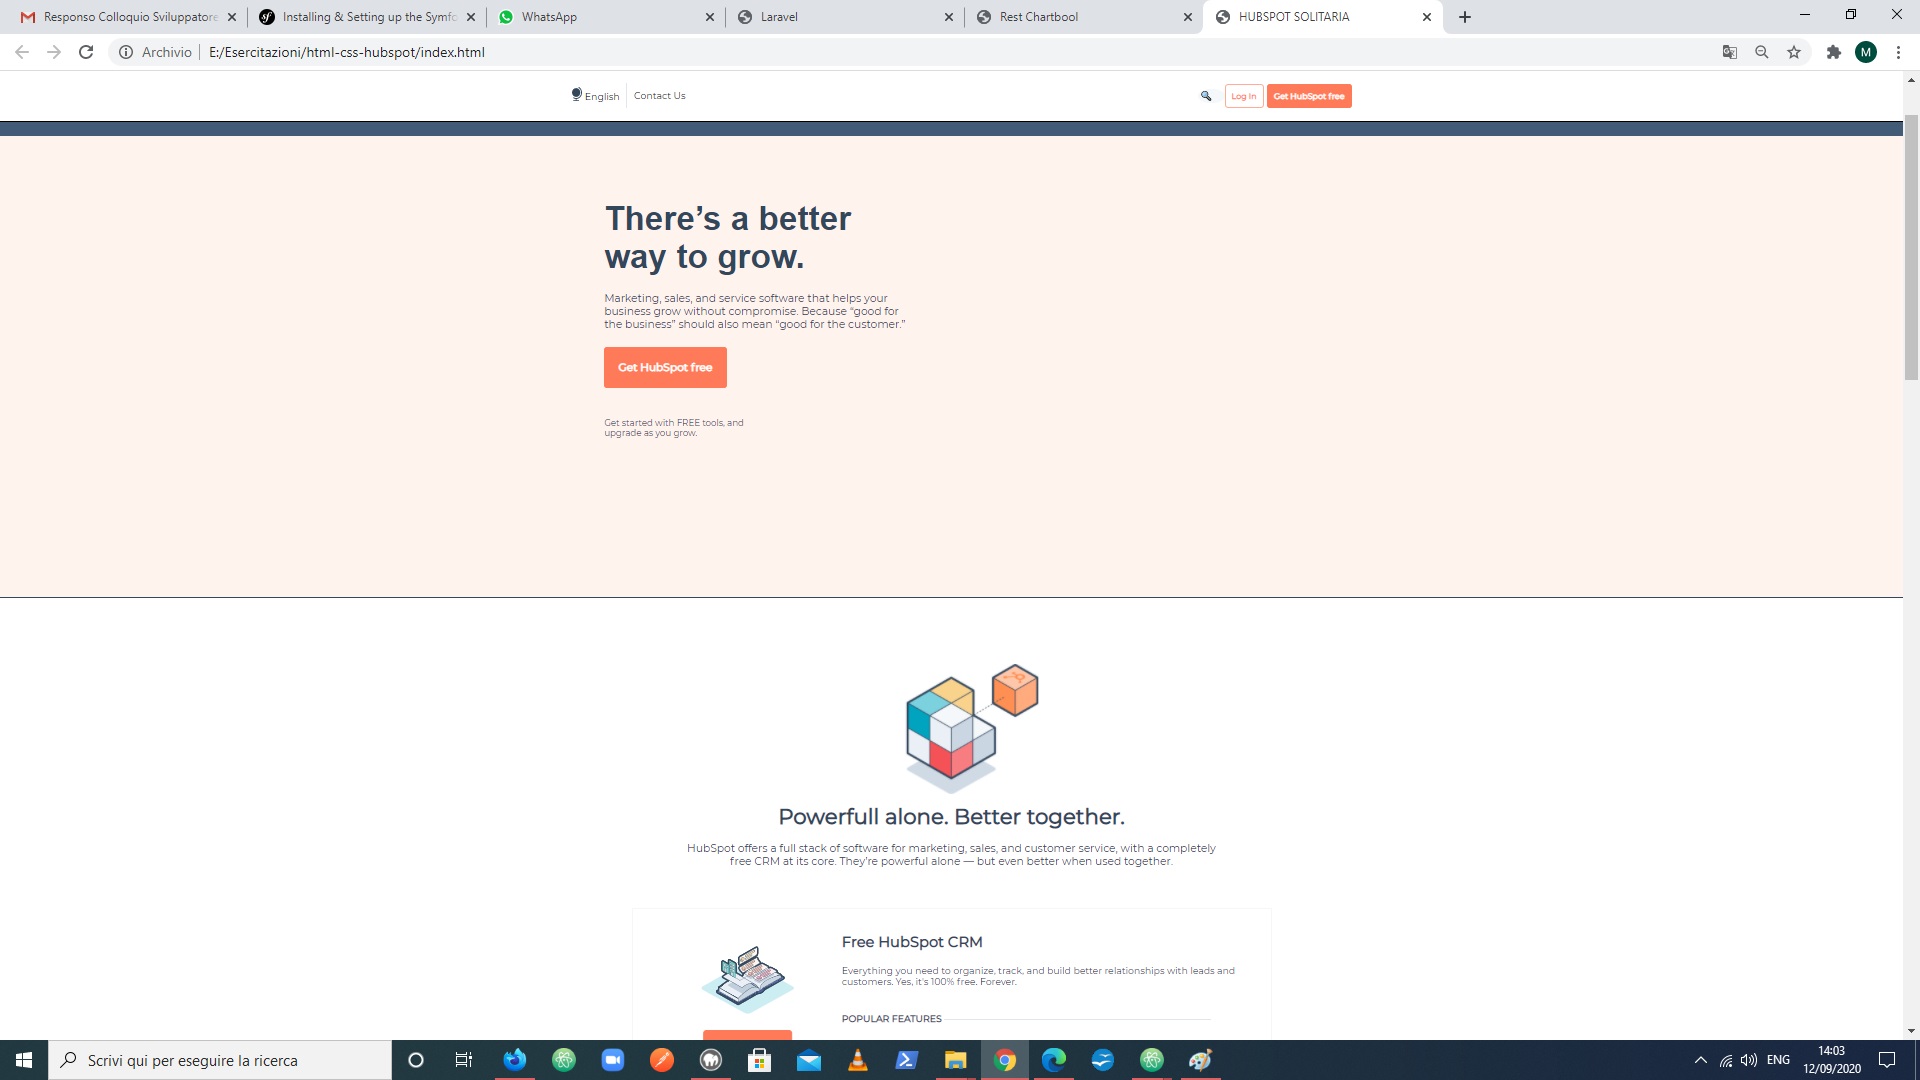 Responso Colloquio Sviluppatore
Installing & Setting up the Symfo
WhatsApp
Laravel
Rest Chartbool
HUBSPOT SOLITARIA
Archivio
E:/Esercitazioni/html-css-hubspot/index.html
M
English
Contact Us
Log In
Get HubSpot free
There’s a better
way to grow.
Marketing, sales, and service software that helps your
business grow without compromise. Because “good for
the business” should also mean “good for the customer.”
Get HubSpot free
Get started with FREE tools, and
upgrade as you grow.
Powerfull alone. Better together.
HubSpot offers a full stack of software for marketing, sales, and customer service, with a completely
free CRM at its core. They’re powerful alone — but even better when used together.
Free HubSpot CRM
Everything you need to organize, track, and build better relationships with leads and
customers. Yes, it's 100% free. Forever.
POPULAR FEATURES
Scrivi qui per eseguire la ricerca
ENG
14:03
12/09/2020